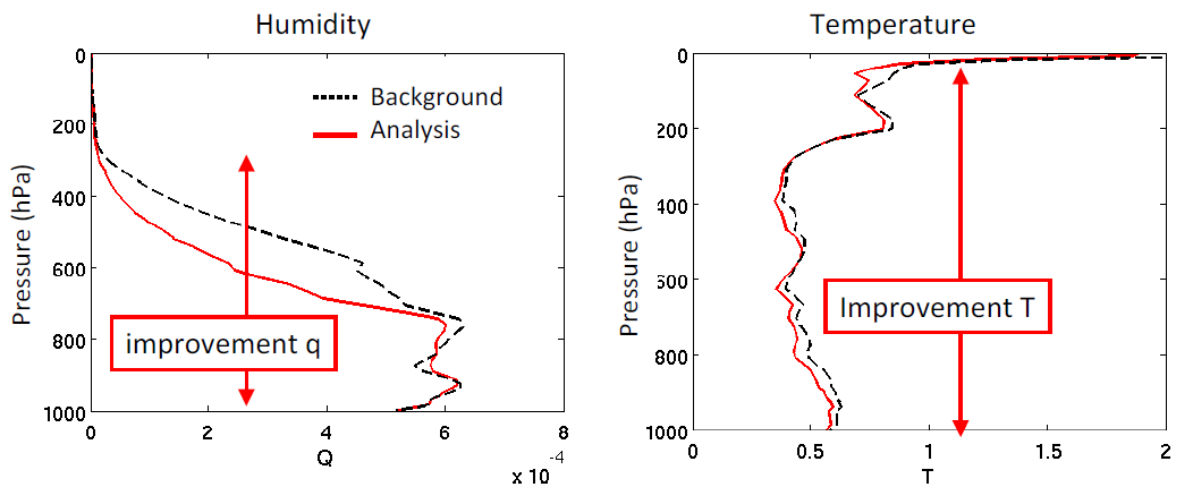 Humidity
Background
Analysis
Pressure (hPa)
0
200
400
600
800
1000
improvement q
0
2
4
6
8
Q
x 10
-4
Temperature
Pressure (hPa)
0
200
400
500
600
800
1000
Improvement T
0
0.5
1
1.5
2
T